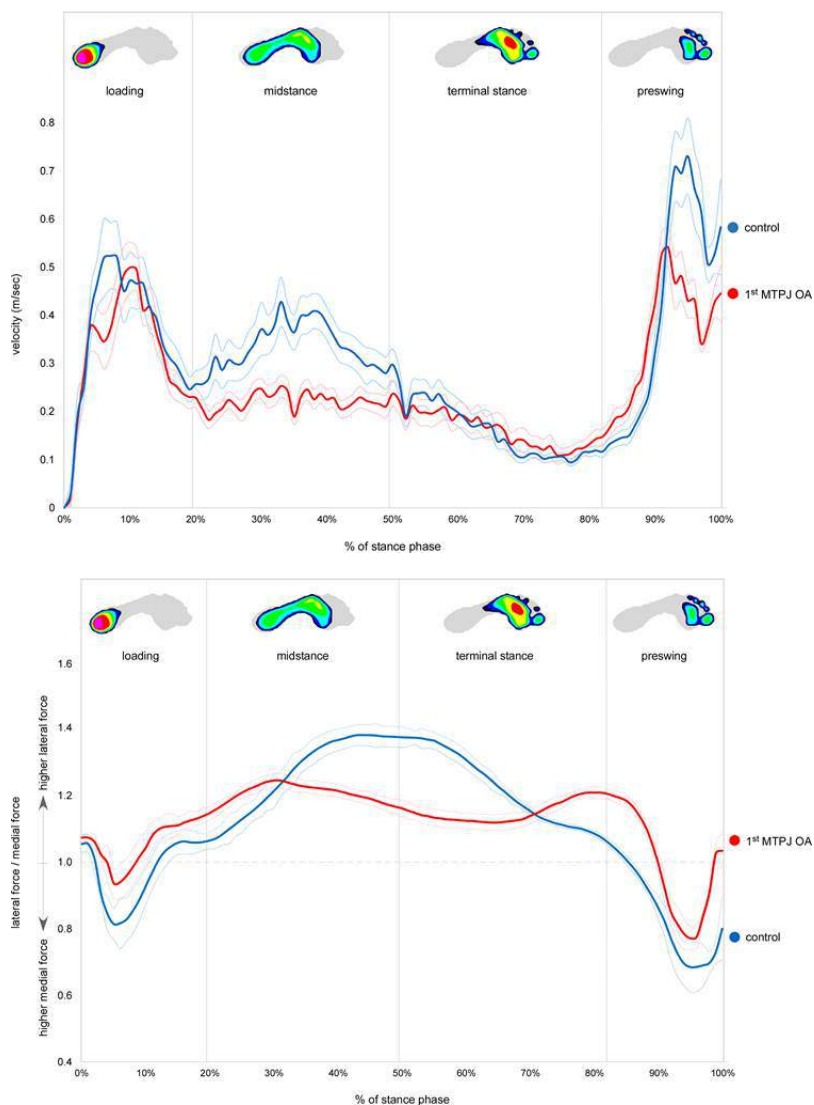 loading midstance terminal stance preswing
0.8
0.7
0.6
0.5
0.4
0.3
0.2
0.1
0
velocity (m/sec)
control
1st MTPJ OA
0% 10% 20% 30% 40% 50% 60% 70% 80% 90% 100%
% of stance phase
loading midstance terminal stance preswing
1.6
1.4
1.2
1.0
0.8
0.6
0.4
lateral force / medial force
higher lateral force
higher medial force
1st MTPJ OA
control
0% 10% 20% 30% 40% 50% 60% 70% 80% 90% 100%
% of stance phase